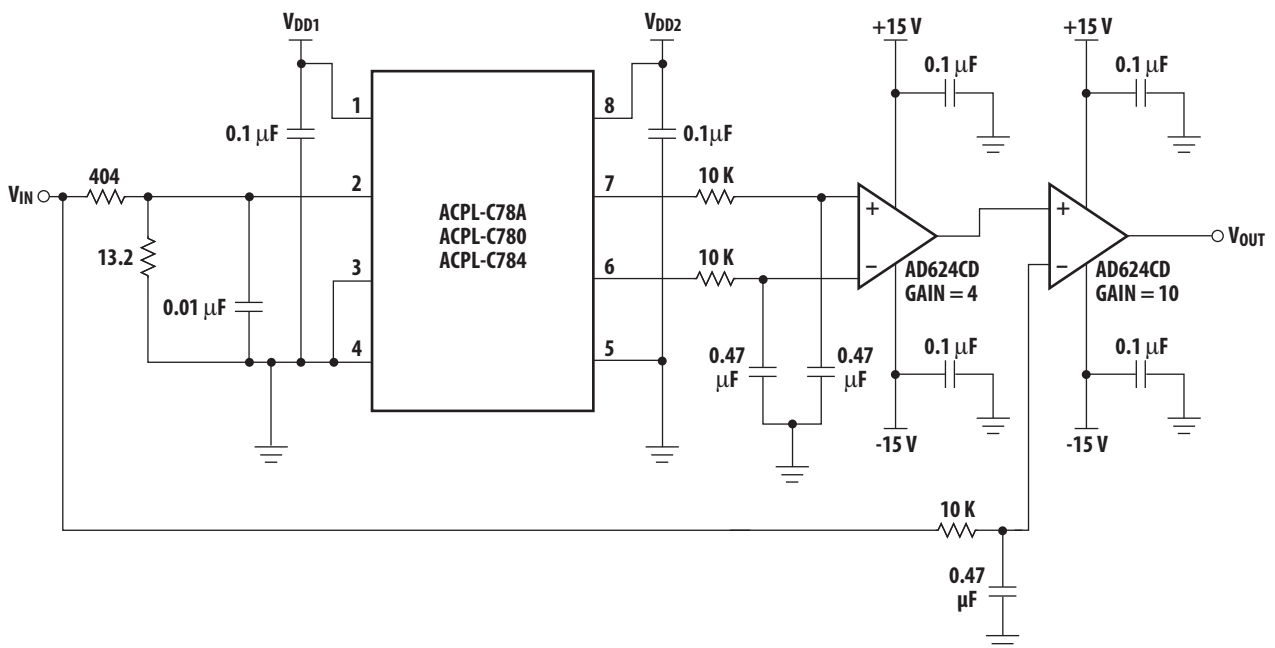 VDD1
VDD2
+15 V
+15 V
0.1 μF
0.1 μF
1
8
0.1 μF
0.1μF
404
2
7
10 K
VIN
+
+
ACPL-C78A
ACPL-C780
ACPL-C784
VOUT
13.2
3
10 K
6
−
−
AD624CD
GAIN = 4
AD624CD
GAIN = 10
0.01 μF
4
5
0.47
μF
0.47
μF
0.1 μF
0.1 μF
-15 V
-15 V
10 K
0.47
μF